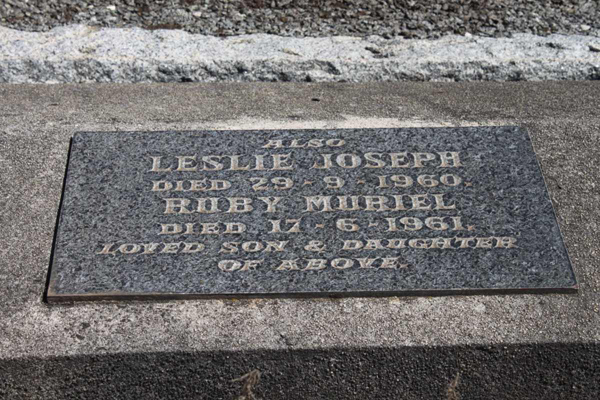 ALSO
LESLIE JOSEPH
DIED 29-9-1960.
RUBY MURIEL
DIED 17-6-1961.
LOVED SON & DAUGHTER
OF ABOVE.